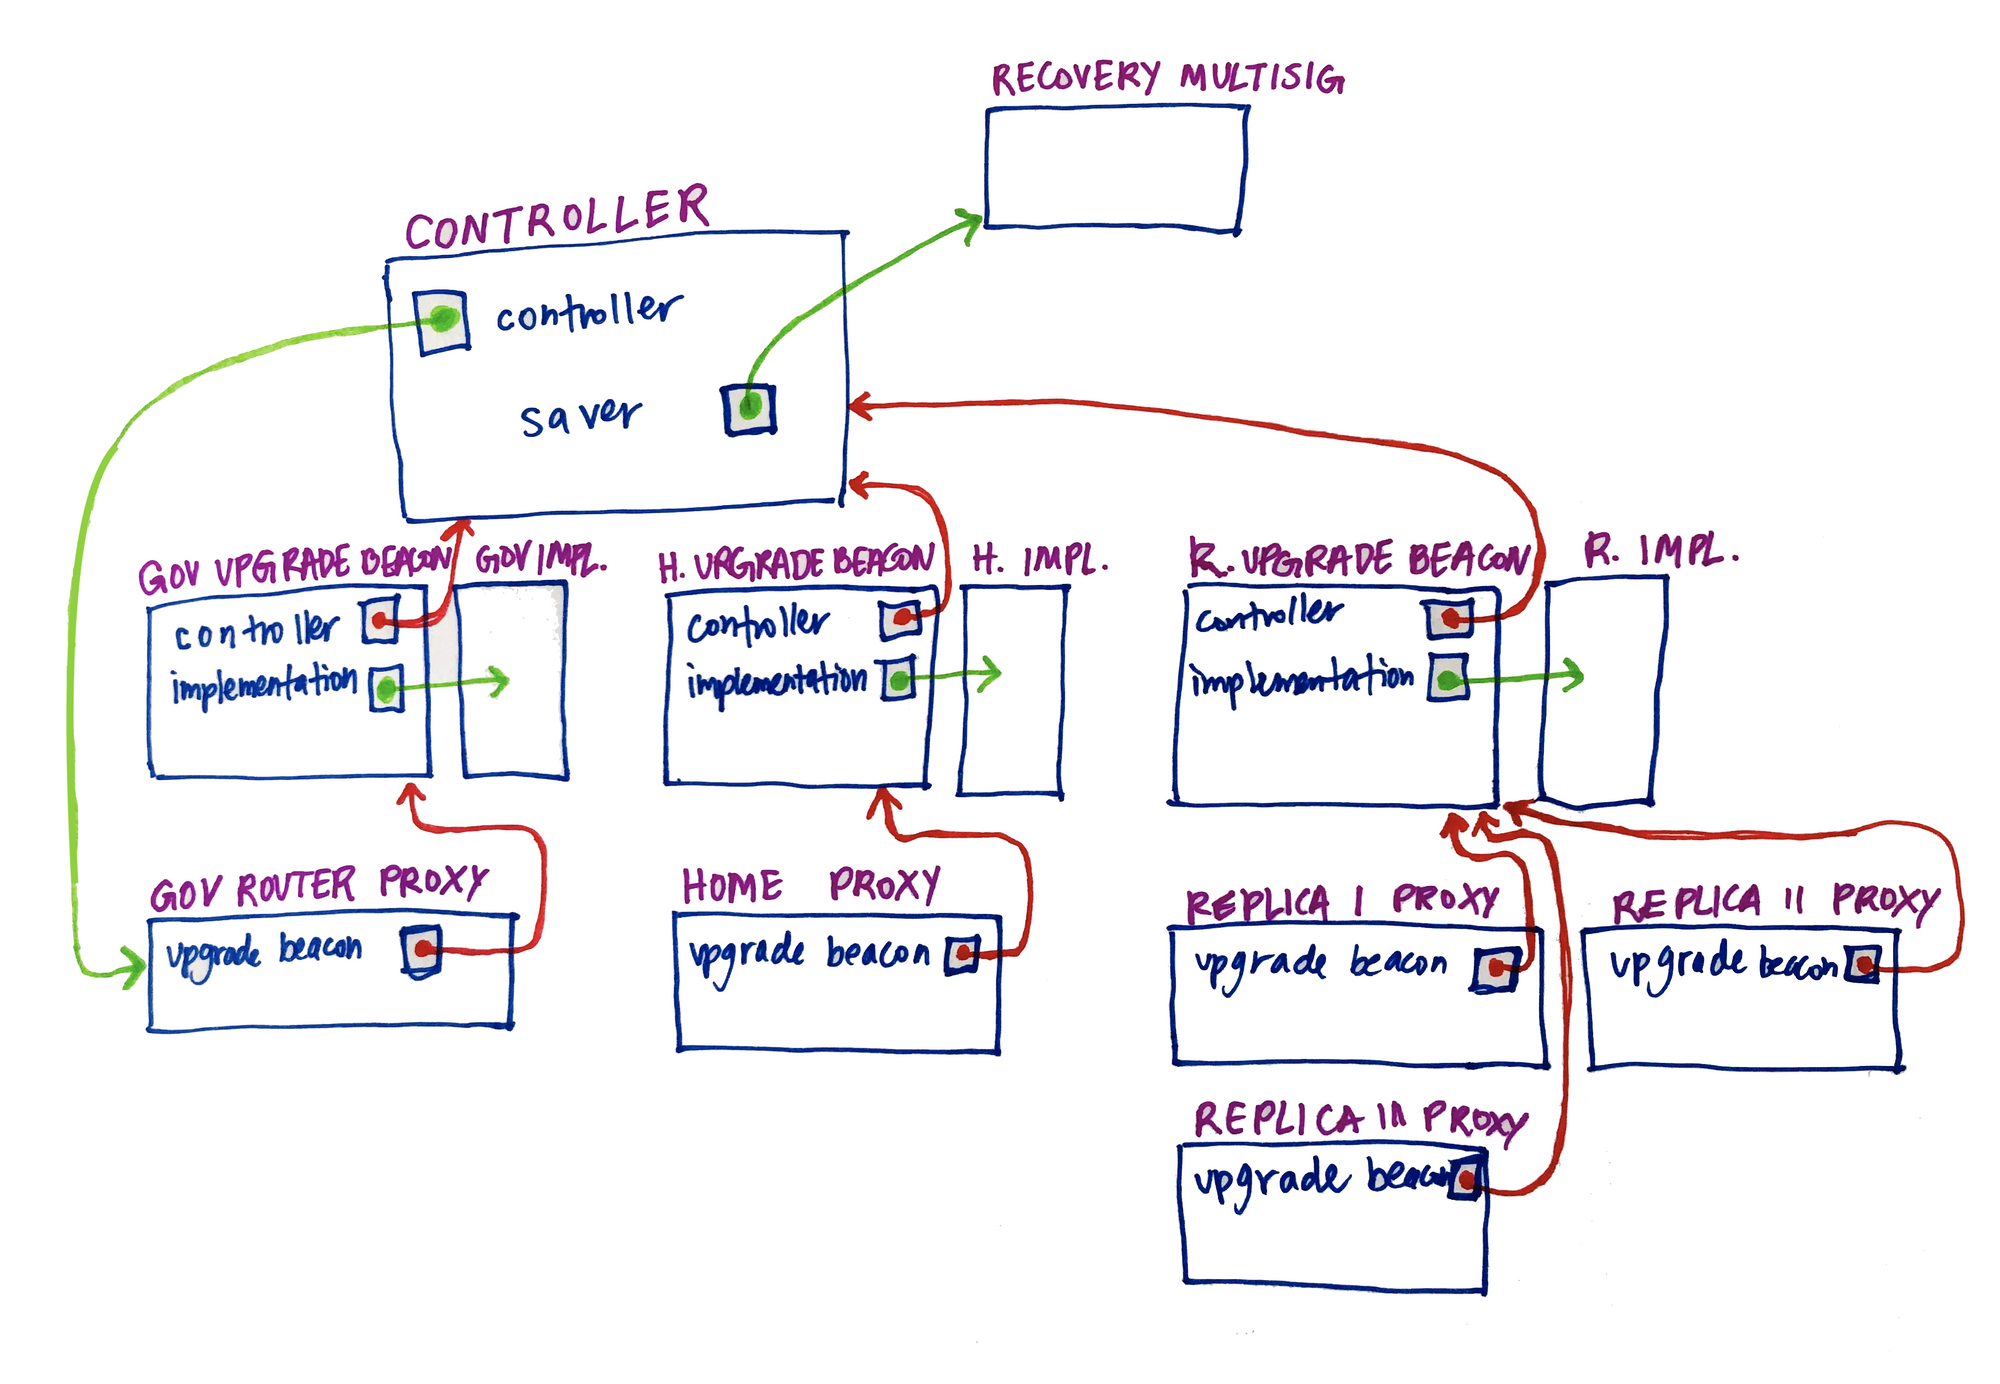 RECOVERY MULTISIG
CONTROLLER
controller
saver
GOV UPGRADE BEACON
GOV IMPL.
H. UPGRADE BEACON
H. IMPL.
R. UPGRADE BEACON
R. IMPL.
controller
implementation
controller
implementation
controller
implementation
GOV ROUTER PROXY
upgrade beacon
HOME PROXY
upgrade beacon
REPLICA I PROXY
upgrade beacon
REPLICA II PROXY
upgrade beacon
REPLICA III PROXY
upgrade beacon